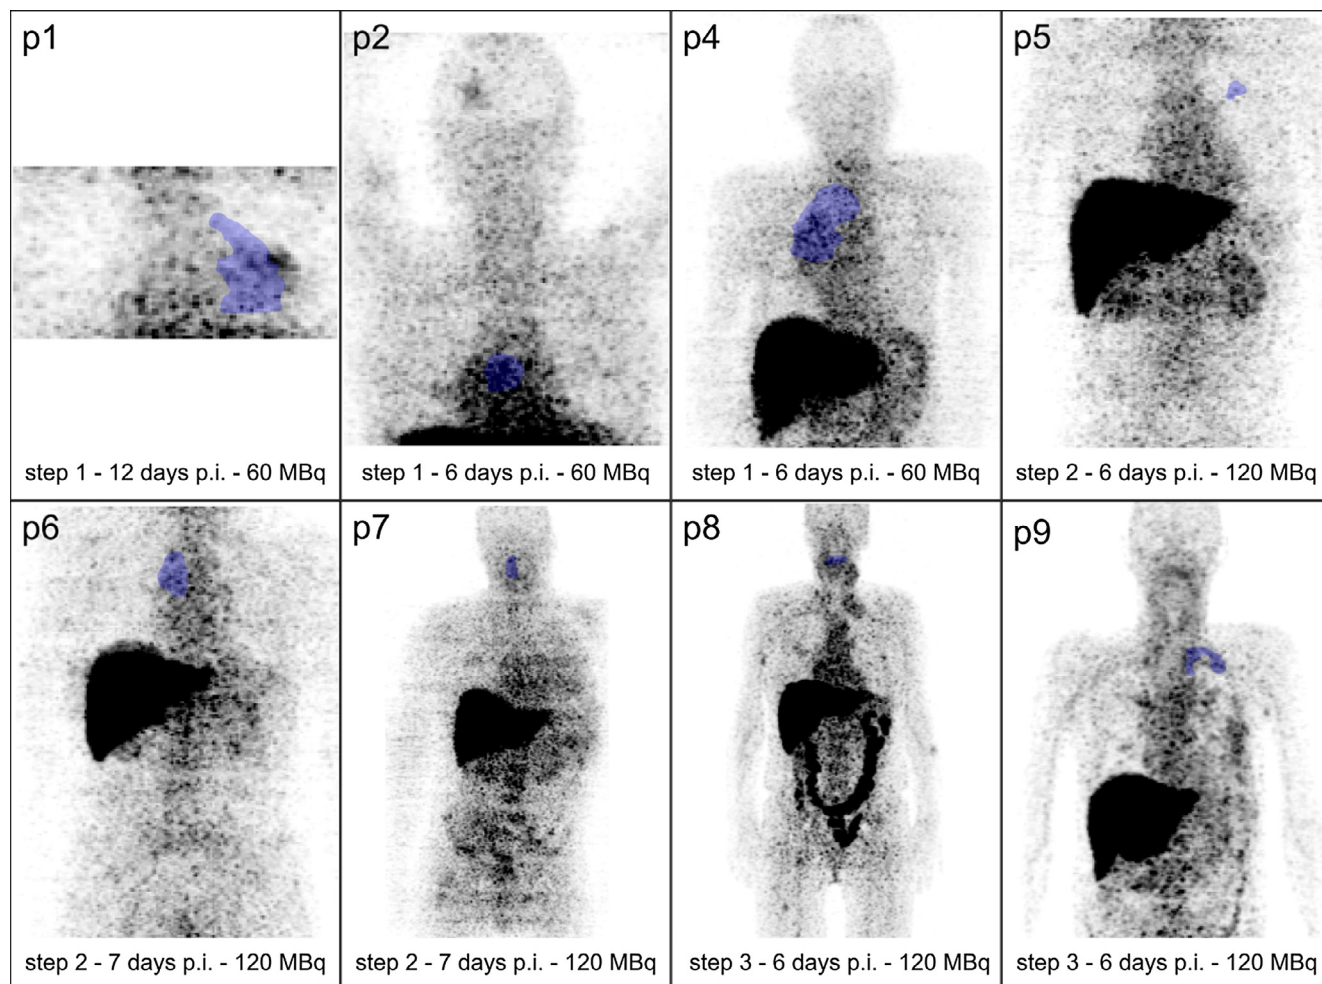 p1
p2
p4
p5
step 1 - 12 days p.i. - 60 MBq
step 1 - 6 days p.i. - 60 MBq
step 1 - 6 days p.i. - 60 MBq
step 2 - 6 days p.i. - 120 MBq
p6
p7
p8
p9
step 2 - 7 days p.i. - 120 MBq
step 2 - 7 days p.i. - 120 MBq
step 3 - 6 days p.i. - 120 MBq
step 3 - 6 days p.i. - 120 MBq